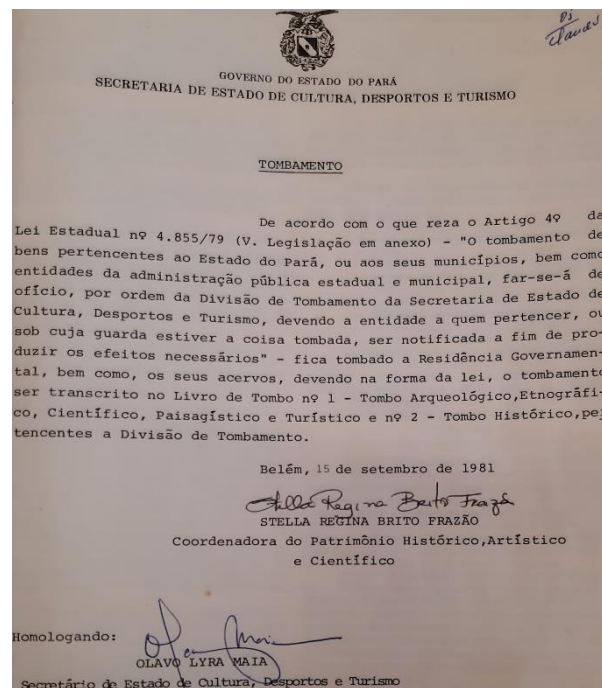 GOVERNO DO ESTADO DO PARÁ
SECRETARIA DE ESTADO DE CULTURA, DESPORTOS E TURISMO
TOMBAMENTO
De acordo com o que reza o Artigo 4º da
Lei Estadual nº 4.855/79 (V. Legislação em anexo) - "O tombamento de
bens pertencentes ao Estado do Pará, ou aos seus municípios, bem como
entidades da administração pública estadual e municipal, far-se-á de
ofício, por ordem da Divisão de Tombamento da Secretaria de Estado de
Cultura, Desportos e Turismo, devendo a entidade a quem pertencer, ou
sob cuja guarda estiver a coisa tombada, ser notificada a fim de pro-
duzir os efeitos necessários" - fica tombado a Residência Governamen-
tal, bem como, os seus acervos, devendo na forma da lei, o tombamento
ser transcrito no Livro de Tombo nº 1 - Tombo Arqueológico,Etnográfi-
co, Científico, Paisagístico e Turístico e nº 2 - Tombo Histórico,pe
tencentes a Divisão de Tombamento.
Belém, 15 de setembro de 1981
Stella Regina Brito Frazão
STELLA REGINA BRITO FRAZÃO
Coordenadora do Patrimônio Histórico,Artístico
e Científico
Homologando:
OLAVO LYRA MAIA
Secretário de Estado de Cultura, Desportos e Turismo